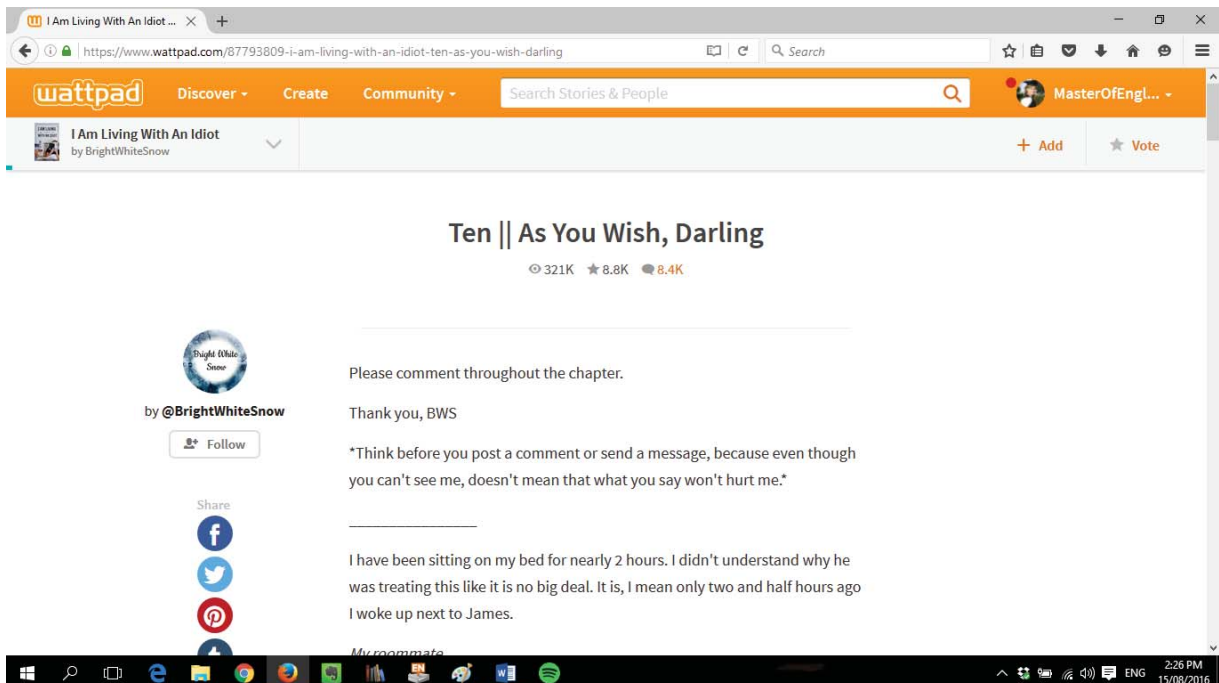 I Am Living With An Idiot ...
https://www.wattpad.com/87793809-i-am-living-with-an-idiot-ten-as-you-wish-darling
Search
wattpad
Discover
Create
Community
Search Stories & People
MasterOfEngl...
I Am Living With An Idiot
by BrightWhiteSnow
+ Add
Vote
Ten || As You Wish, Darling
321K 8.8K 8.4K
Bright White
Snow
by @BrightWhiteSnow
Follow
Share
Please comment throughout the chapter.
Thank you, BWS
*Think before you post a comment or send a message, because even though
you can't see me, doesn't mean that what you say won't hurt me.*
________________
I have been sitting on my bed for nearly 2 hours. I didn't understand why he
was treating this like it is no big deal. It is, I mean only two and half hours ago
I woke up next to James.
My roommate
ENG
2:26 PM
15/08/2016